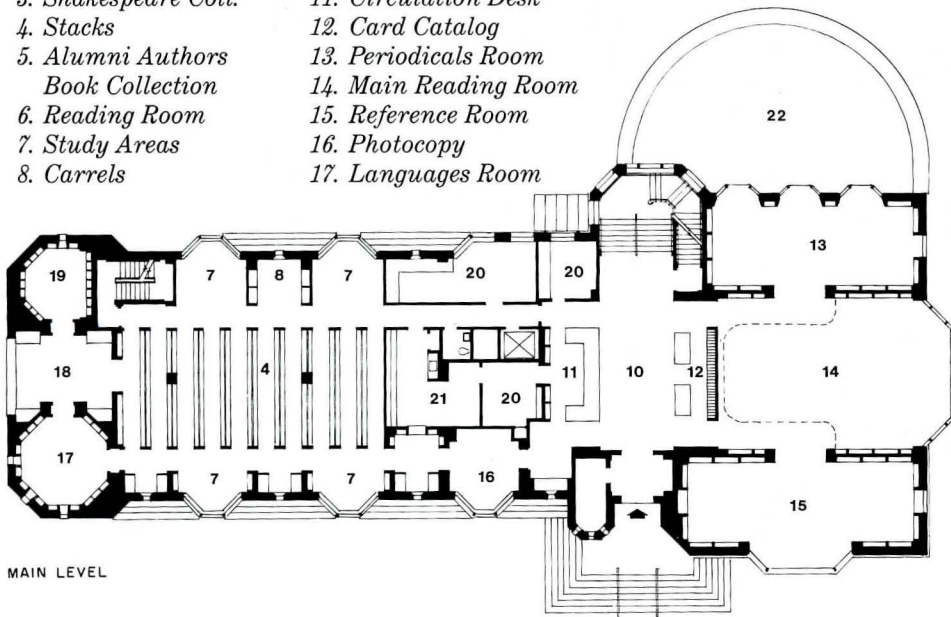 3. Shakespeare Coll.
4. Stacks
5. Alumni Authors
Book Collection
6. Reading Room
7. Study Areas
8. Carrels
11. Circulation Desk
12. Card Catalog
13. Periodicals Room
14. Main Reading Room
15. Reference Room
16. Photocopy
17. Languages Room
22
13
19
7
8
7
20
20
18
4
11
10
12
14
21
20
17
7
7
16
15
MAIN LEVEL